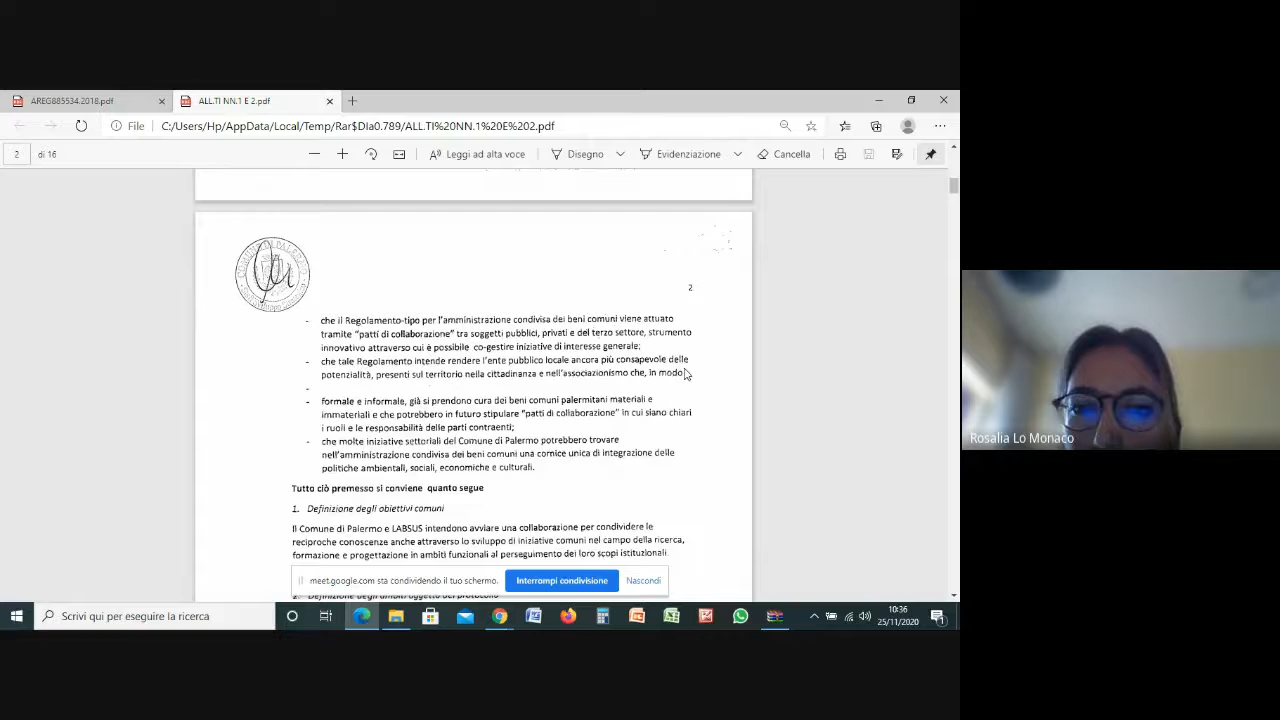 AREG885534.2018.pdf
ALL.TI NN.1 E 2.pdf
File
C:/Users/Hp/AppData/Local/Temp/Rar$DIa0.789/ALL.TI%20NN.1%20E%202.pdf
2
di 16
Leggi ad alta voce
Disegno
Evidenziazione
Cancella
2
- che il Regolamento-tipo per l'amministrazione condivisa dei beni comuni viene attuato
tramite "patti di collaborazione" tra soggetti pubblici, privati e del terzo settore, strumento
innovativo attraverso cui è possibile co-gestire iniziative di interesse generale;
- che tale Regolamento intende rendere l'ente pubblico locale ancora più consapevole delle
potenzialità, presenti sul territorio nella cittadinanza e nell'associazionismo che, in modo
-
- formale e informale, già si prendono cura dei beni comuni palermitani materiali e
immateriali e che potrebbero in futuro stipulare "patti di collaborazione" in cui siano chiari
i ruoli e le responsabilità delle parti contraenti;
- che molte iniziative settoriali del Comune di Palermo potrebbero trovare
nell'amministrazione condivisa dei beni comuni una cornice unica di integrazione delle
politiche ambientali, sociali, economiche e culturali.
Tutto ciò premesso si conviene quanto segue
1. Definizione degli obiettivi comuni
Il Comune di Palermo e LABSUS intendono avviare una collaborazione per condividere le
reciproche conoscenze anche attraverso lo sviluppo di iniziative comuni nel campo della ricerca,
formazione e progettazione in ambiti funzionali al perseguimento dei loro scopi istituzionali.
meet.google.com sta condividendo il tuo schermo.
Interrompi condivisione
Nascondi
2. Definizione degli ambiti oggetto del protocollo
Scrivi qui per eseguire la ricerca
10:36
25/11/2020
1
Rosalia Lo Monaco